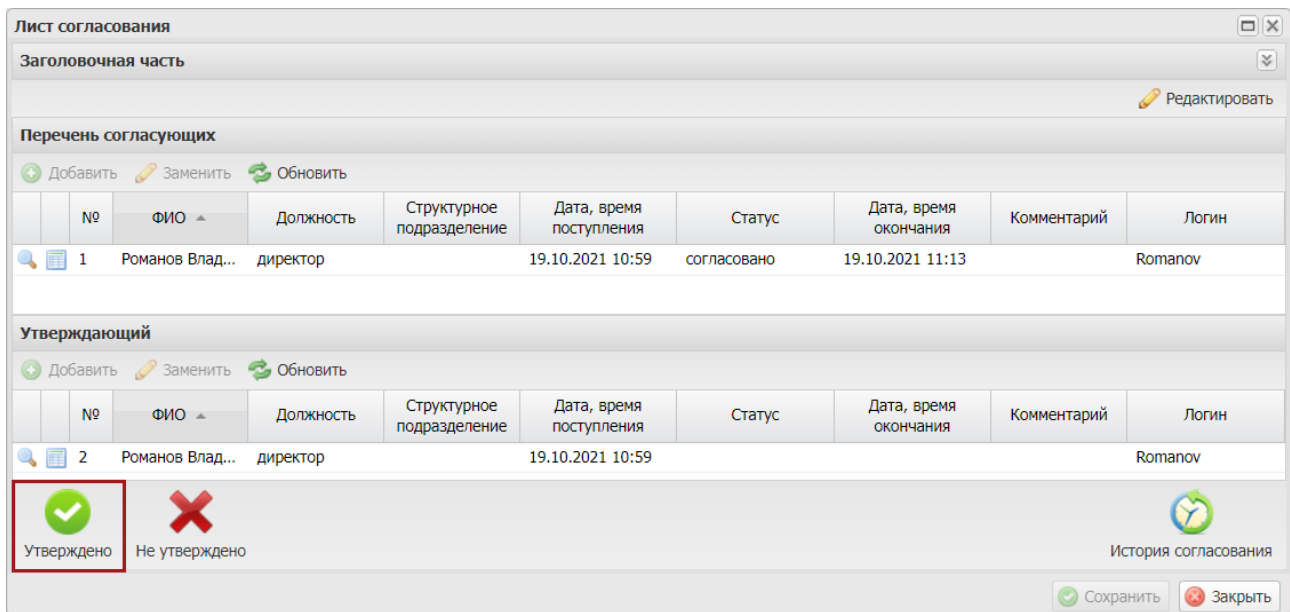 Лист согласования
Заголовочная часть
Редактировать
Перечень согласующих
Добавить Заменить Обновить
№ ФИО Должность Структурное подразделение Дата, время поступления Статус Дата, время окончания Комментарий Логин
1 Романов Влад... директор 19.10.2021 10:59 согласовано 19.10.2021 11:13 Romanov
Утверждающий
Добавить Заменить Обновить
№ ФИО Должность Структурное подразделение Дата, время поступления Статус Дата, время окончания Комментарий Логин
2 Романов Влад... директор 19.10.2021 10:59 Romanov
Утверждено Не утверждено История согласования
Сохранить Закрыть